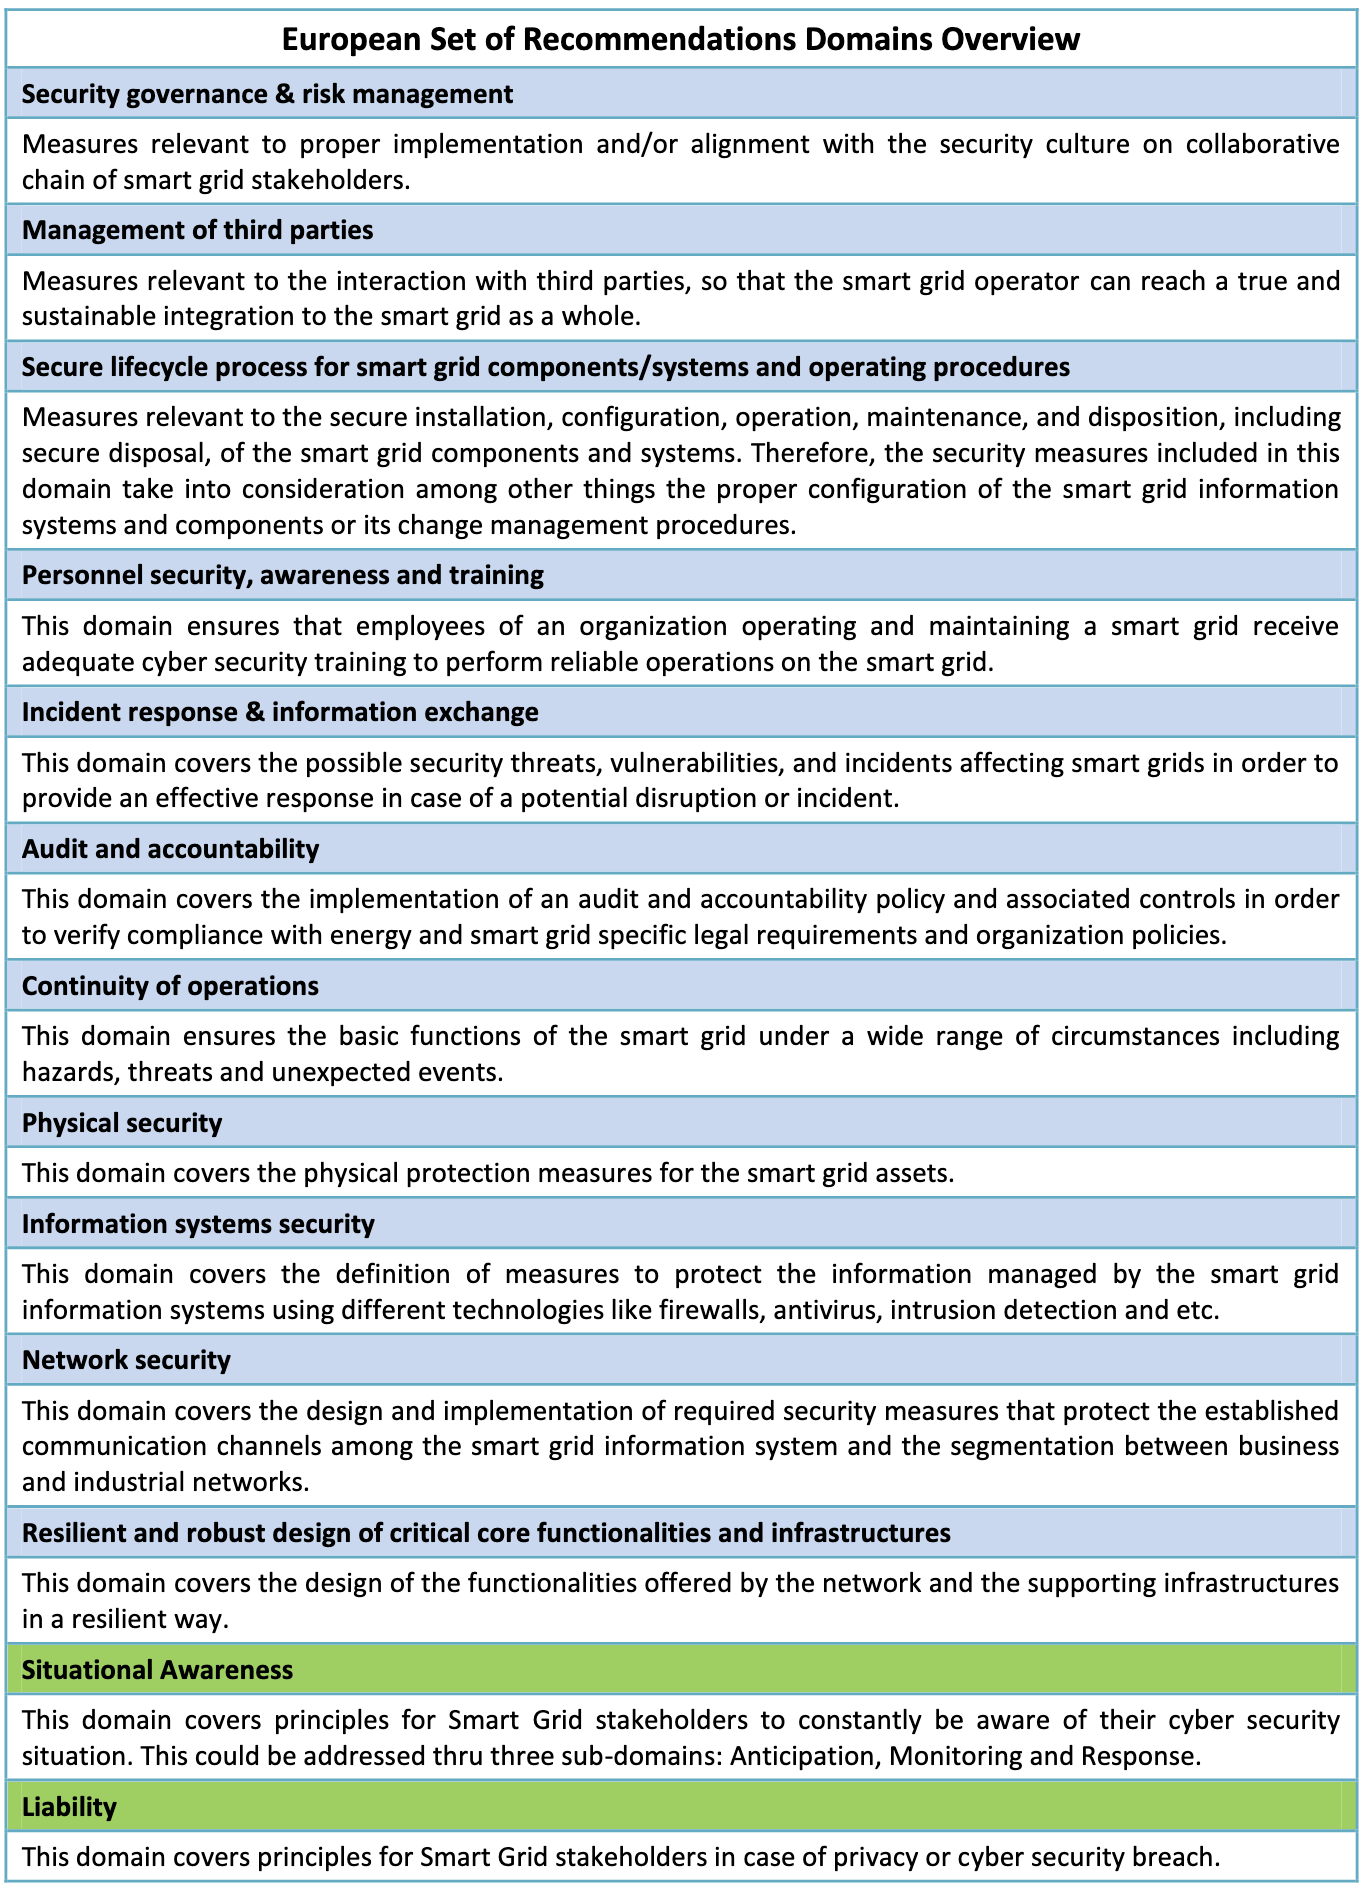 European Set of Recommendations Domains Overview
Security governance & risk management
Measures relevant to proper implementation and/or alignment with the security culture on collaborative
chain of smart grid stakeholders.
Management of third parties
Measures relevant to the interaction with third parties, so that the smart grid operator can reach a true and
sustainable integration to the smart grid as a whole.
Secure lifecycle process for smart grid components/systems and operating procedures
Measures relevant to the secure installation, configuration, operation, maintenance, and disposition, including
secure disposal, of the smart grid components and systems. Therefore, the security measures included in this
domain take into consideration among other things the proper configuration of the smart grid information
systems and components or its change management procedures.
Personnel security, awareness and training
This domain ensures that employees of an organization operating and maintaining a smart grid receive
adequate cyber security training to perform reliable operations on the smart grid.
Incident response & information exchange
This domain covers the possible security threats, vulnerabilities, and incidents affecting smart grids in order to
provide an effective response in case of a potential disruption or incident.
Audit and accountability
This domain covers the implementation of an audit and accountability policy and associated controls in order
to verify compliance with energy and smart grid specific legal requirements and organization policies.
Continuity of operations
This domain ensures the basic functions of the smart grid under a wide range of circumstances including
hazards, threats and unexpected events.
Physical security
This domain covers the physical protection measures for the smart grid assets.
Information systems security
This domain covers the definition of measures to protect the information managed by the smart grid
information systems using different technologies like firewalls, antivirus, intrusion detection and etc.
Network security
This domain covers the design and implementation of required security measures that protect the established
communication channels among the smart grid information system and the segmentation between business
and industrial networks.
Resilient and robust design of critical core functionalities and infrastructures
This domain covers the design of the functionalities offered by the network and the supporting infrastructures
in a resilient way.
Situational Awareness
This domain covers principles for Smart Grid stakeholders to constantly be aware of their cyber security
situation. This could be addressed thru three sub-domains: Anticipation, Monitoring and Response.
Liability
This domain covers principles for Smart Grid stakeholders in case of privacy or cyber security breach.